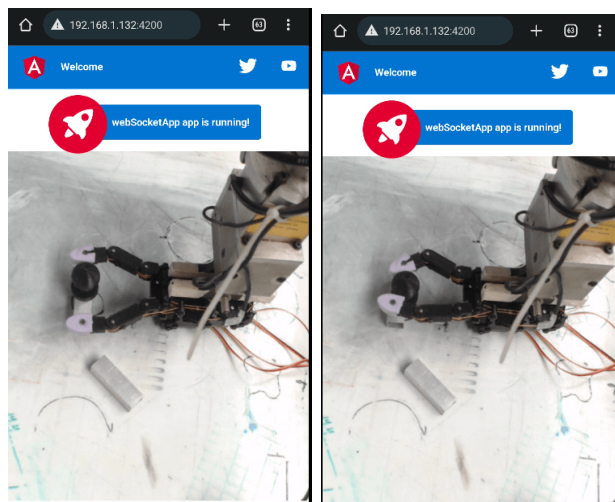 192.168.1.132:4200
63
Welcome
webSocketApp app is running!
192.168.1.132:4200
63
Welcome
webSocketApp app is running!